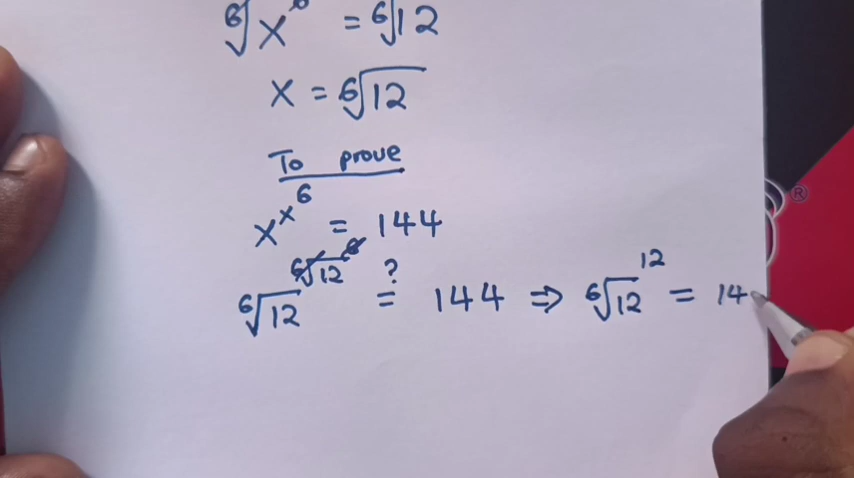 ⁶√x⁶ = ⁶√12
x = ⁶√12
To prove
x^x^6 = 144
⁶√12^⁶√12^6 ?= 144 ⇒ ⁶√12^12 = 14
®